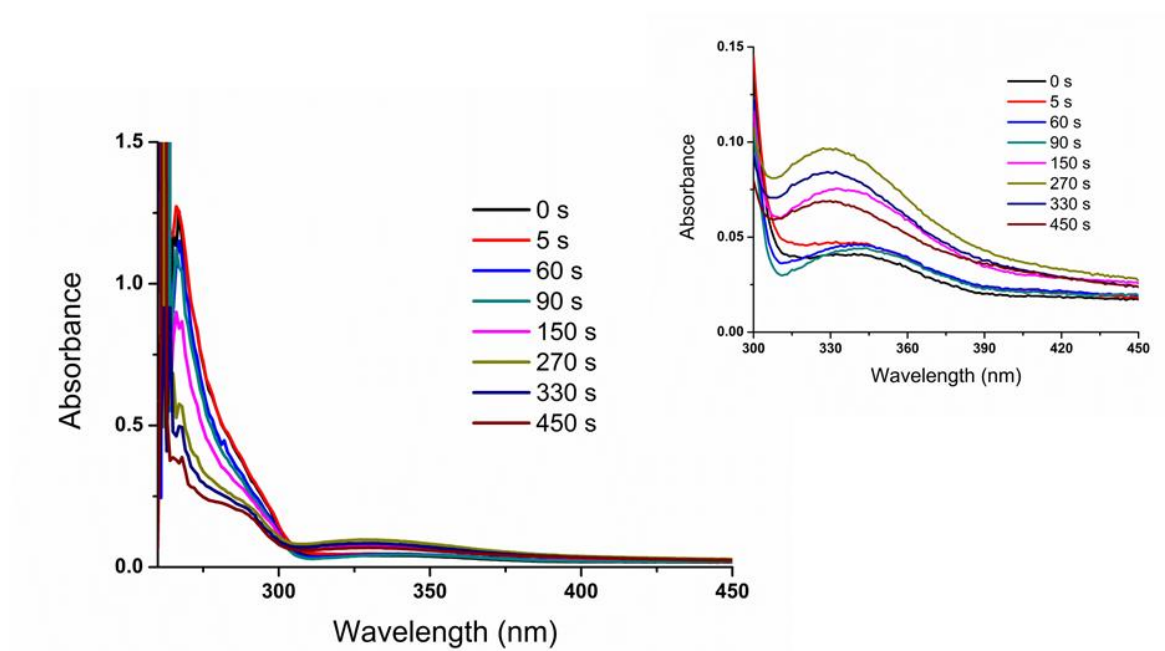 1.5
1.0
0.5
0.0
Absorbance
300
350
400
450
Wavelength (nm)
0 s
5 s
60 s
90 s
150 s
270 s
330 s
450 s
0.15
0.10
0.05
0.00
Absorbance
300
330
360
390
420
450
Wavelength (nm)
0 s
5 s
60 s
90 s
150 s
270 s
330 s
450 s